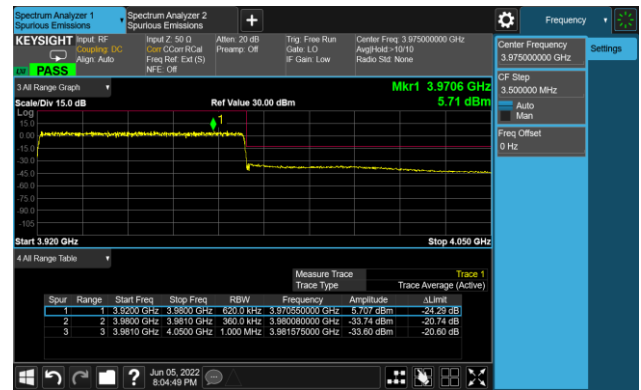 Spectrum Analyzer 1
Spurious Emissions
Spectrum Analyzer 2
Spurious Emissions
Frequency
KEYSIGHT
Input: RF
Coupling: DC
Align: Auto
Input Z: 50 Ω
Corr CCorr RCal
Freq Ref: Ext (S)
NFE: Off
Atten: 20 dB
Preamp: Off
Trig: Free Run
Gate: LO
IF Gain: Low
Center Freq: 3.975000000 GHz
Avg|Hold:>10/10
Radio Std: None
PASS
Center Frequency
3.975000000 GHz
Settings
CF Step
3.500000 MHz
Auto
Man
Freq Offset
0 Hz
3 All Range Graph
Mkr1 3.9706 GHz
5.71 dBm
Scale/Div 15.0 dB
Ref Value 30.00 dBm
Log
1
15.0
0.00
-15.0
-30.0
-45.0
-60.0
-75.0
-90.0
-105
Start 3.920 GHz
Stop 4.050 GHz
4 All Range Table
Measure Trace Trace 1
Trace Type Trace Average (Active)
Spur Range Start Freq Stop Freq RBW Frequency Amplitude ΔLimit
1 1 3.9200 GHz 3.9800 GHz 620.0 kHz 3.970550000 GHz 5.707 dBm -24.29 dB
2 2 3.9800 GHz 3.9810 GHz 360.0 kHz 3.980080000 GHz -33.74 dBm -20.74 dB
3 3 3.9810 GHz 4.0500 GHz 1.000 MHz 3.981575000 GHz -33.60 dBm -20.60 dB
Jun 05, 2022
8:04:49 PM